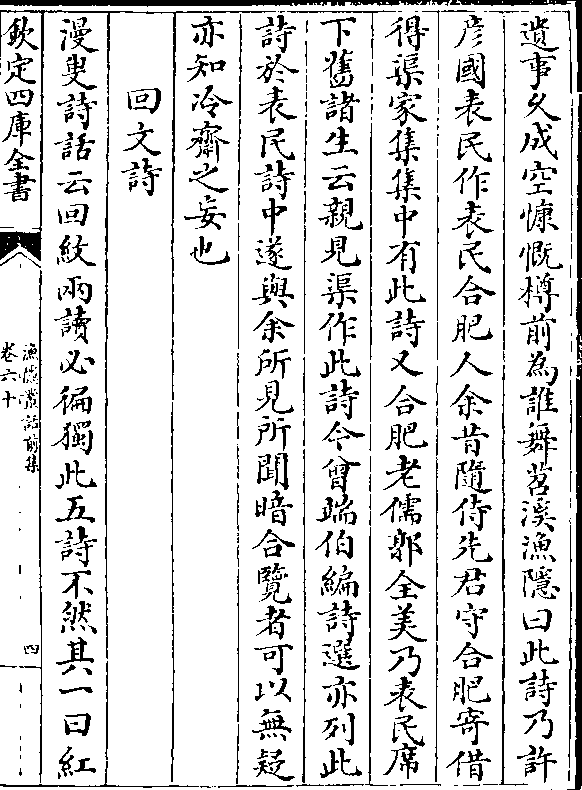 遺事久成空慷慨樽前為誰舞苕溪漁隱曰此詩乃許
彦國表民作表民合肥人余昔隨侍先君守合肥寄借
得渠家集集中有此詩又合肥老儒郭全美乃表民席
下舊諸生云親見渠作此詩今曾端伯編詩選亦列此
詩於表民詩中遂與余所見所聞暗合覽者可以無疑
亦知冷齋之妄也
回文詩
漫叟詩話云回紋兩讀必徧獨此五詩不然其一曰紅
欽定四庫全書
漁隱叢話前集
卷六十
四